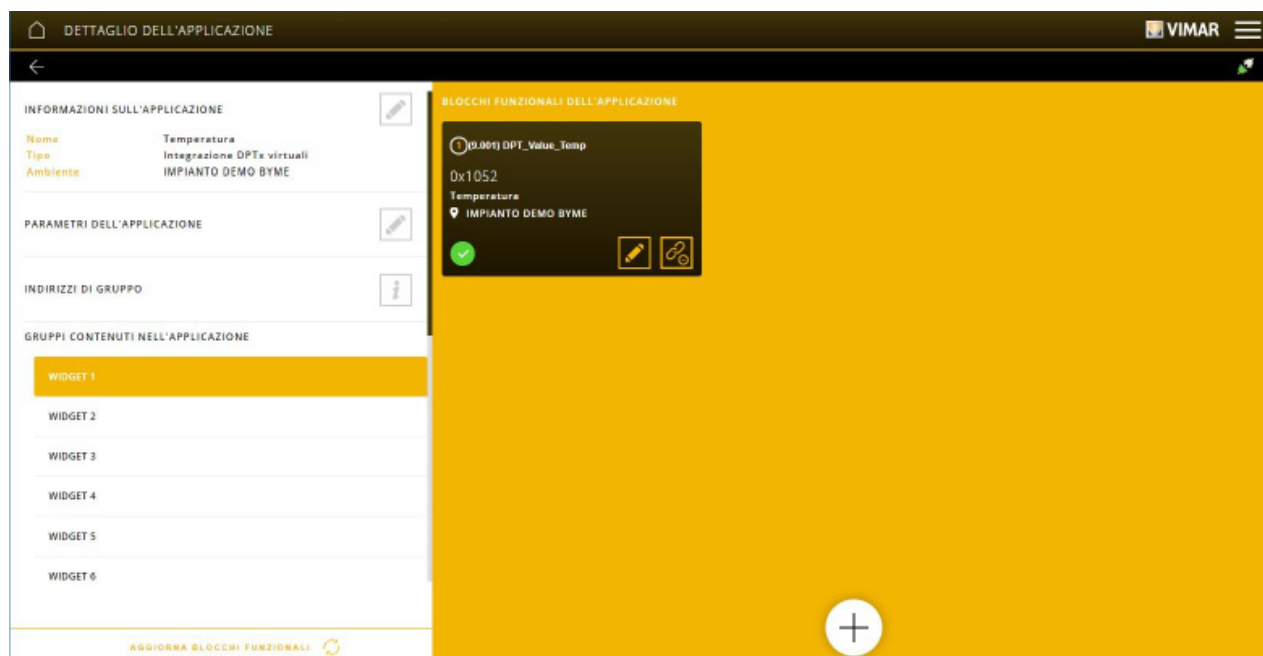 DETTAGLIO DELL'APPLICAZIONE
VIMAR
INFORMAZIONI SULL'APPLICAZIONE
Nome Temperatura
Tipo Integrazione DPTx virtuali
Ambiente IMPIANTO DEMO BYME
PARAMETRI DELL'APPLICAZIONE
INDIRIZZI DI GRUPPO
GRUPPI CONTENUTI NELL'APPLICAZIONE
WIDGET 1
WIDGET 2
WIDGET 3
WIDGET 4
WIDGET 5
WIDGET 6
AGGIORNA BLOCCHI FUNZIONALI
BLOCCHI FUNZIONALI DELL'APPLICAZIONE
1 (9.001) DPT_Value_Temp
0x1052
Temperatura
IMPIANTO DEMO BYME